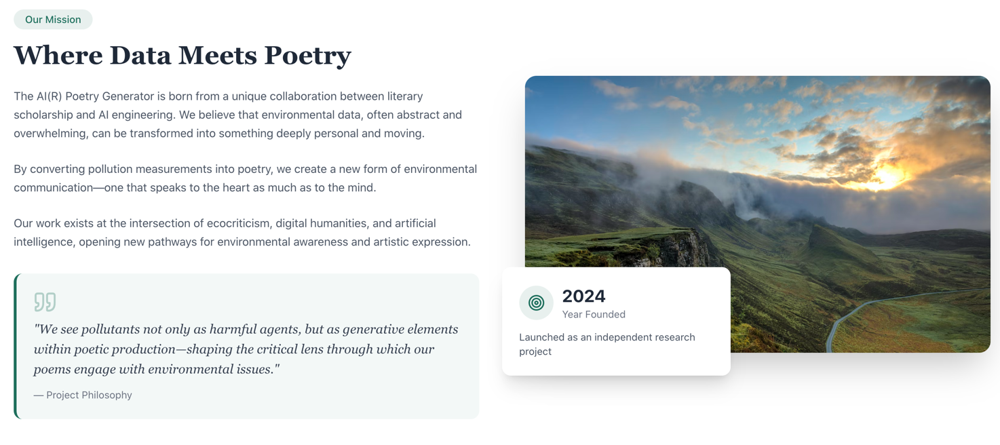 Our Mission
Where Data Meets Poetry
The AI(R) Poetry Generator is born from a unique collaboration between literary
scholarship and AI engineering. We believe that environmental data, often abstract and
overwhelming, can be transformed into something deeply personal and moving.
By converting pollution measurements into poetry, we create a new form of environmental
communication—one that speaks to the heart as much as to the mind.
Our work exists at the intersection of ecocriticism, digital humanities, and artificial
intelligence, opening new pathways for environmental awareness and artistic expression.
"We see pollutants not only as harmful agents, but as generative elements
within poetic production—shaping the critical lens through which our
poems engage with environmental issues."
— Project Philosophy
2024
Year Founded
Launched as an independent research
project